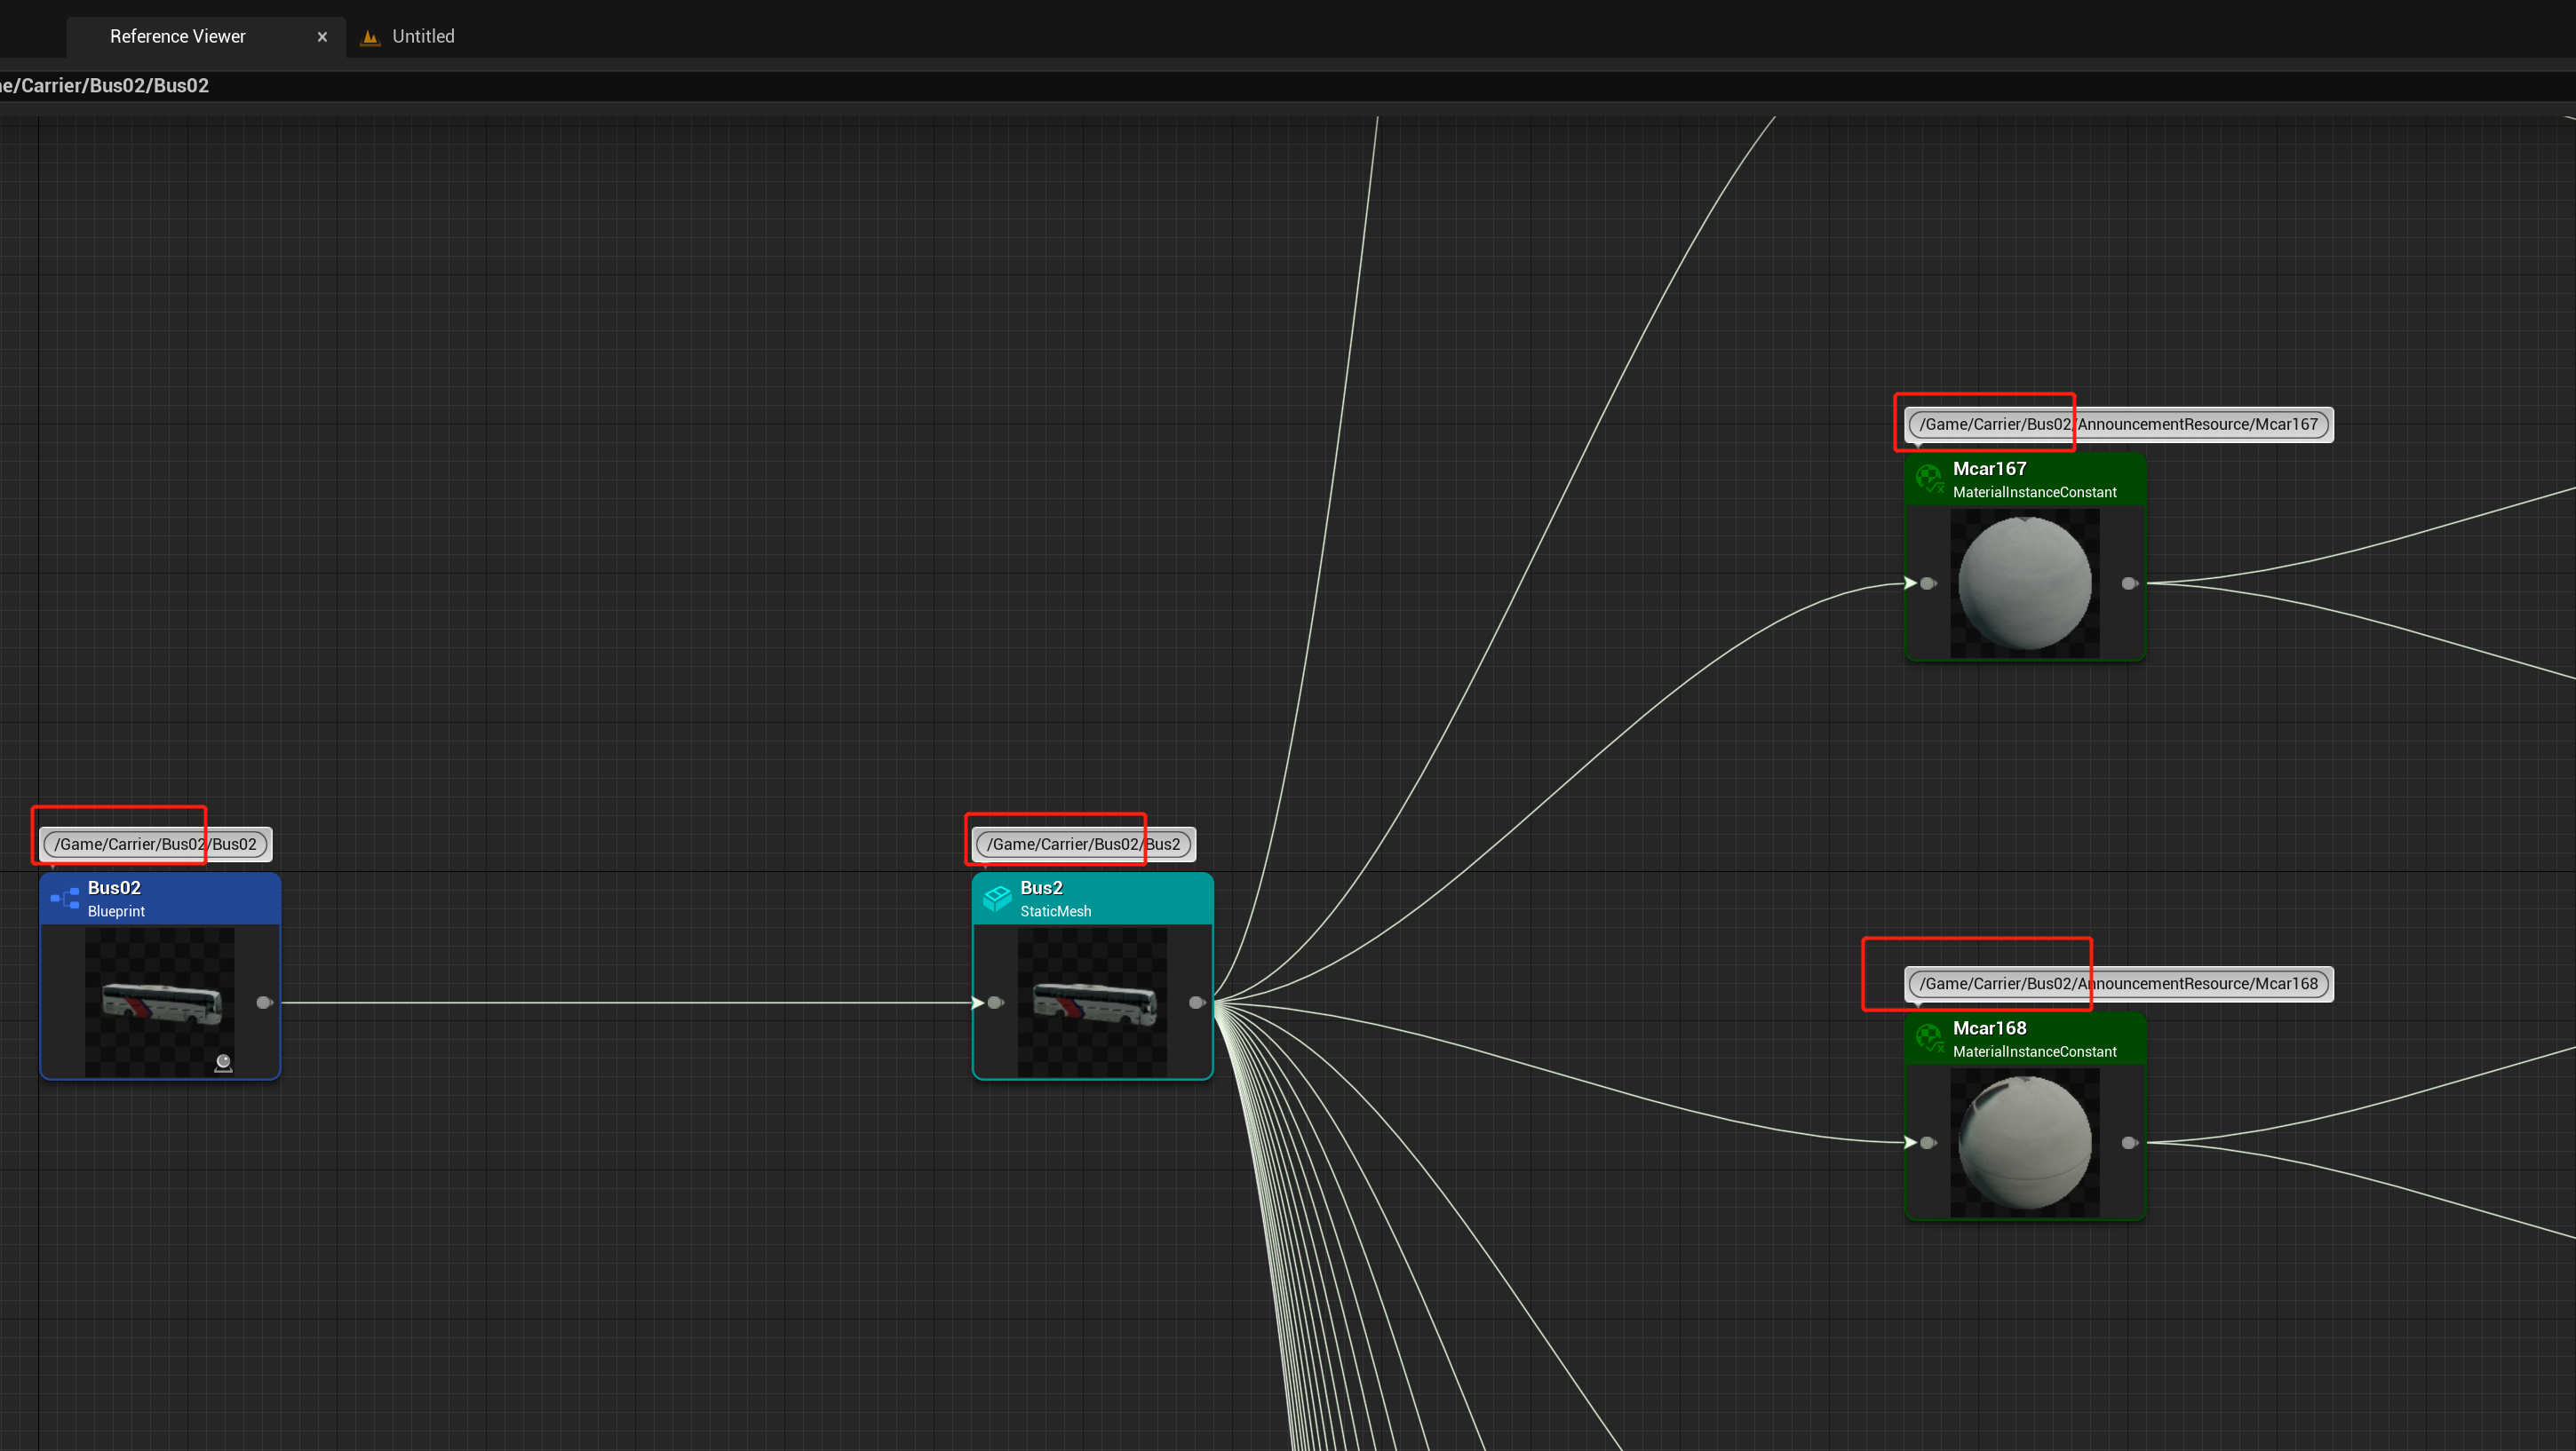 Reference Viewer
Untitled
e/Carrier/Bus02/Bus02
/Game/Carrier/Bus02/AnnouncementResource/Mcar167
Mcar167
MaterialInstanceConstant
/Game/Carrier/Bus02/Bus02
Bus02
Blueprint
/Game/Carrier/Bus02/Bus2
Bus2
StaticMesh
/Game/Carrier/Bus02/AnnouncementResource/Mcar168
Mcar168
MaterialInstanceConstant